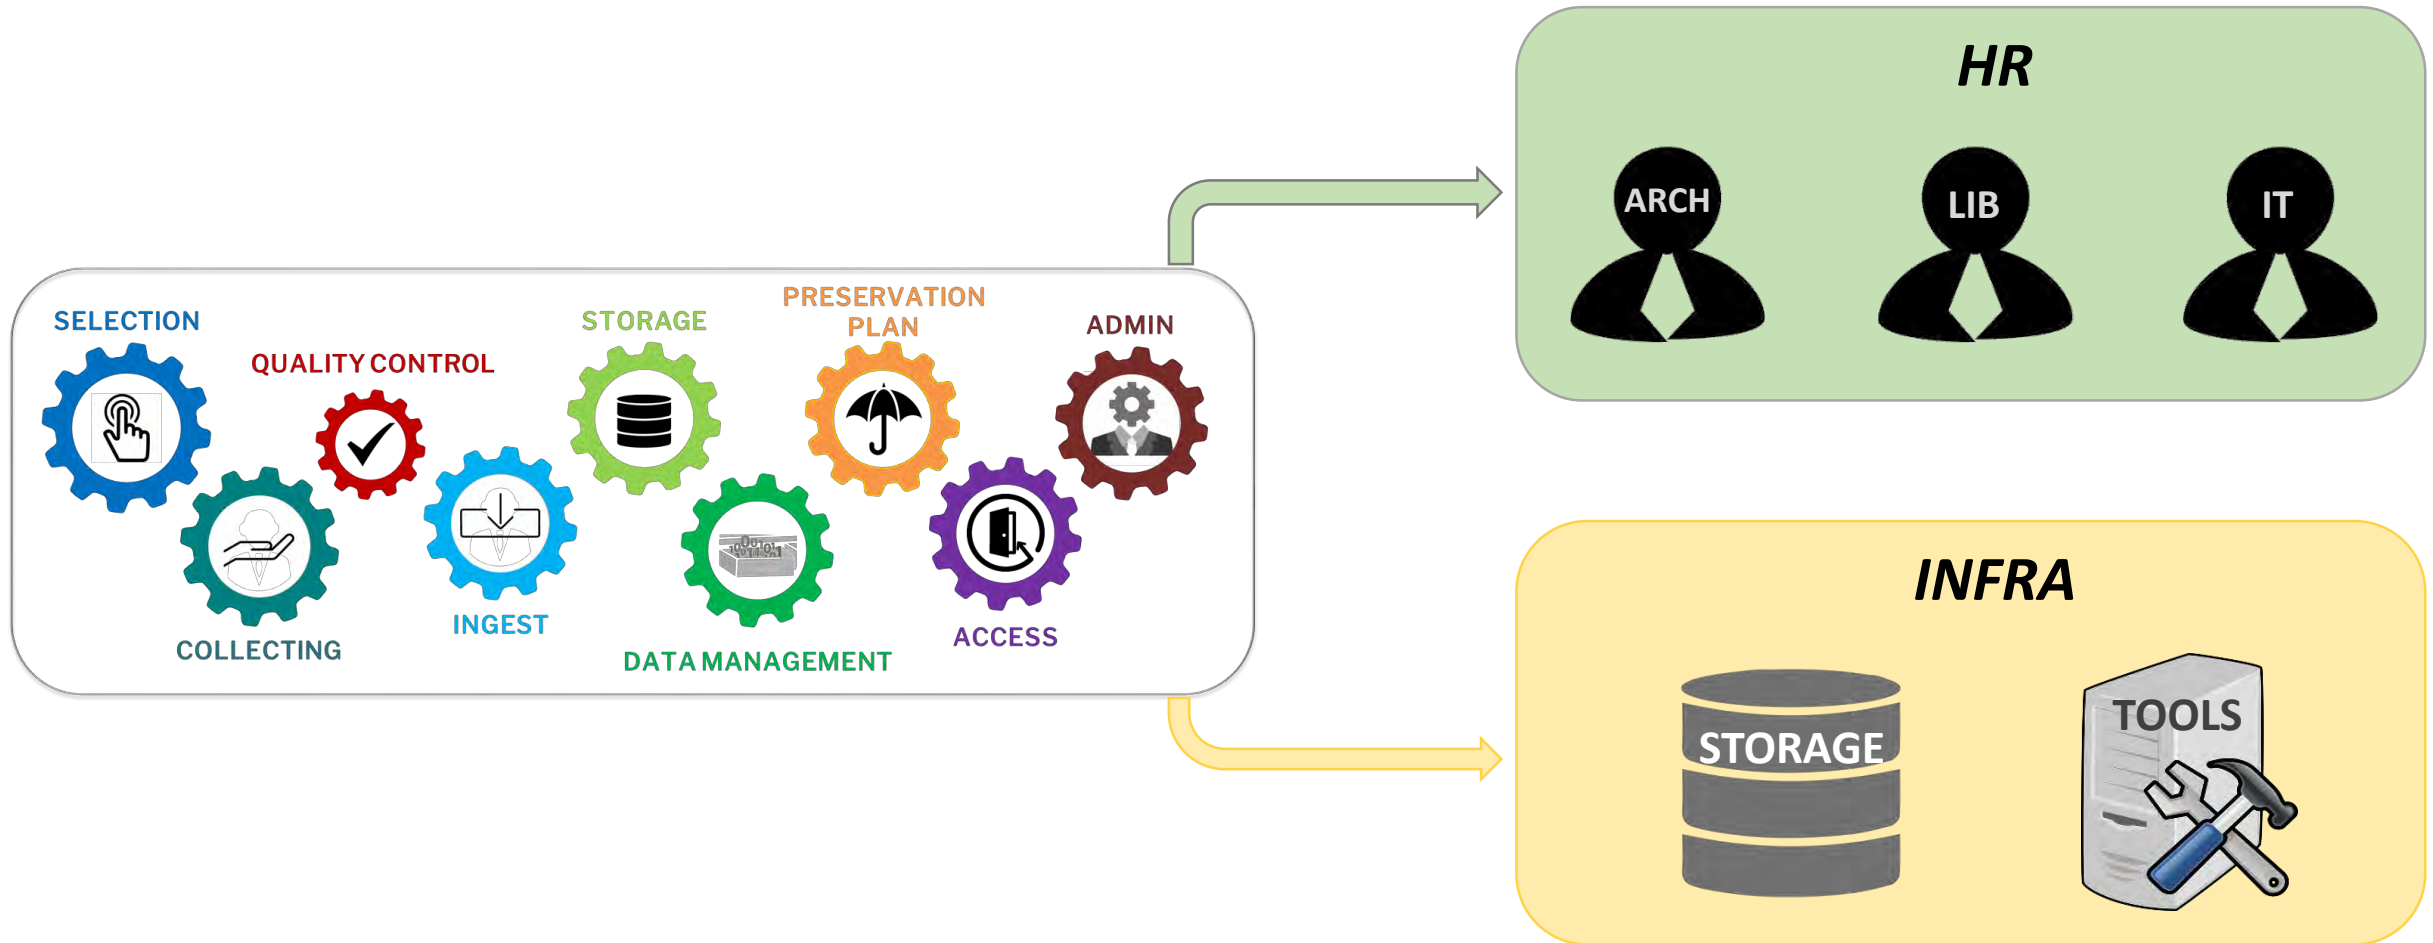 HR
ARCH
LIB
IT
SELECTION
QUALITY CONTROL
STORAGE
PRESERVATION
PLAN
ADMIN
COLLECTING
INGEST
DATA MANAGEMENT
ACCESS
INFRA
STORAGE
TOOLS